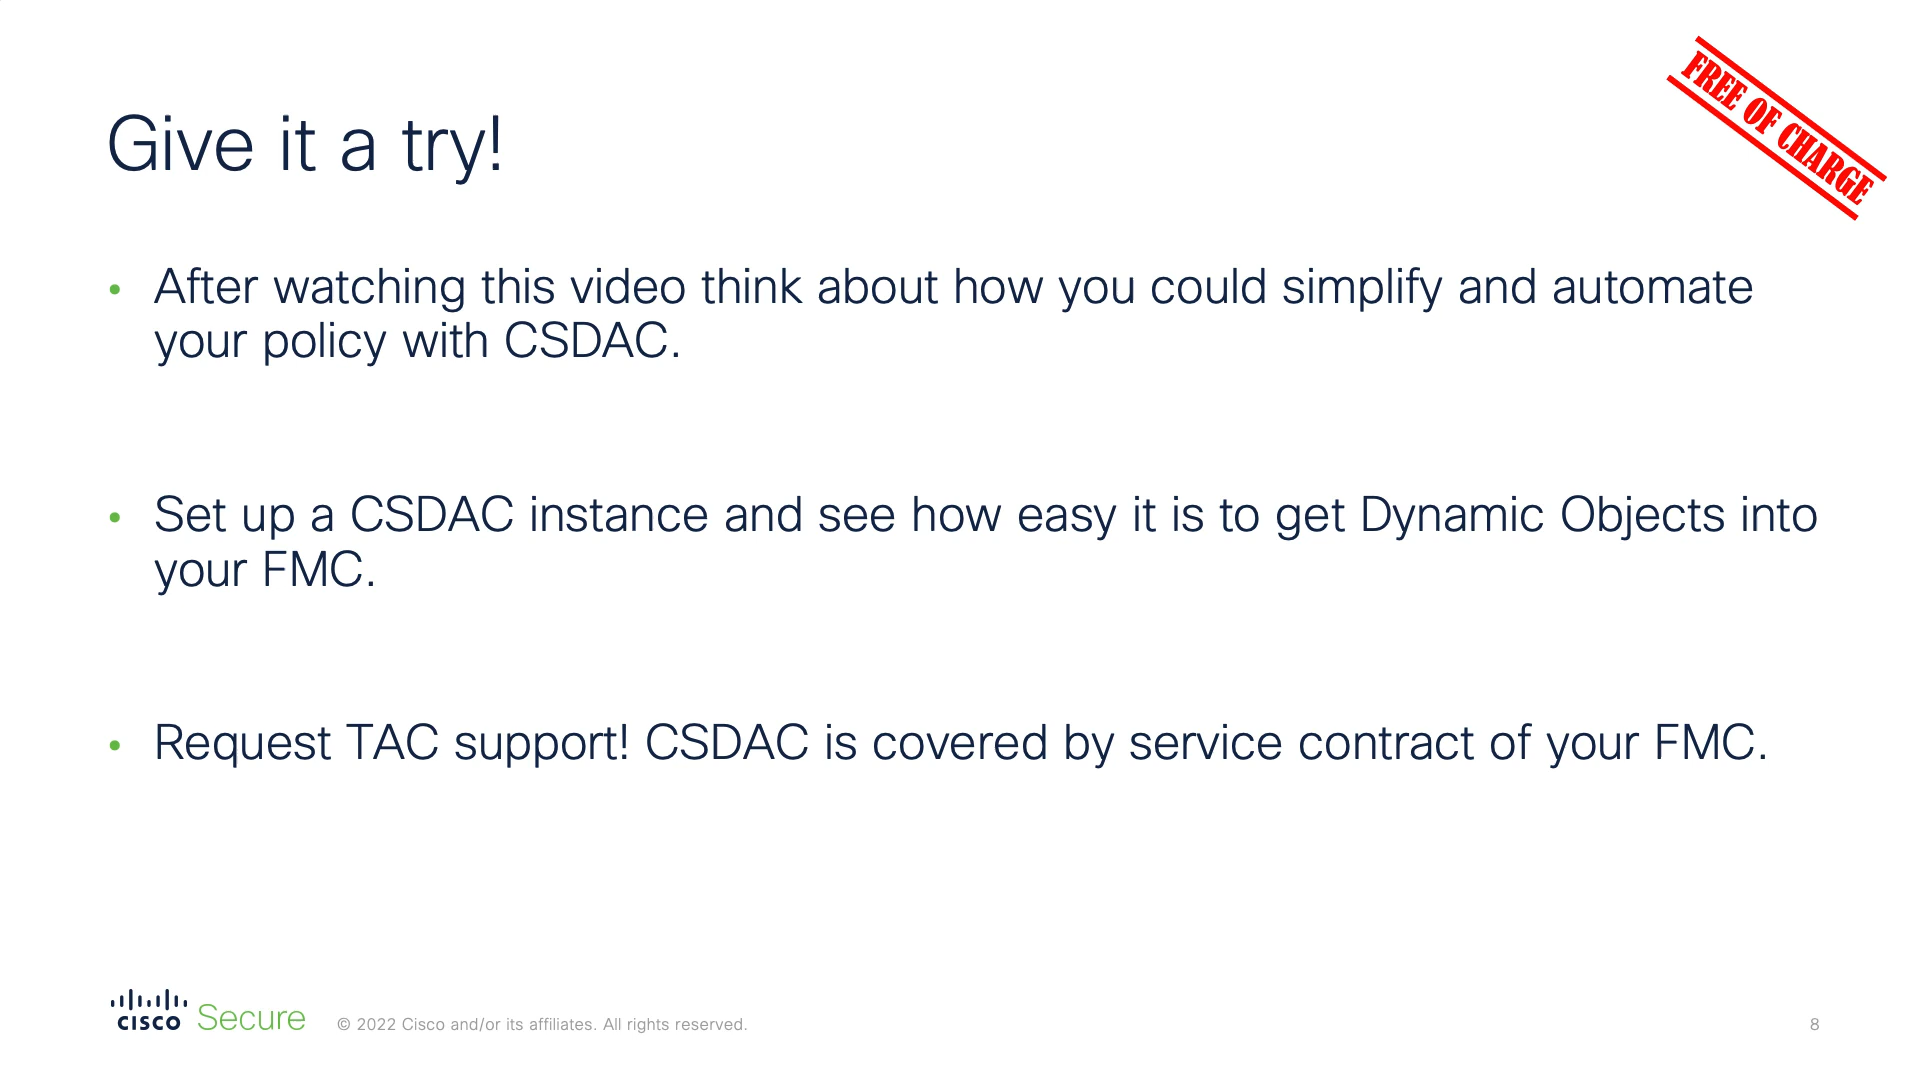 FREE OF CHARGE
Give it a try!
• After watching this video think about how you could simplify and automate
your policy with CSDAC.
• Set up a CSDAC instance and see how easy it is to get Dynamic Objects into
your FMC.
• Request TAC support! CSDAC is covered by service contract of your FMC.
CISCO Secure © 2022 Cisco and/or its affiliates. All rights reserved. 8